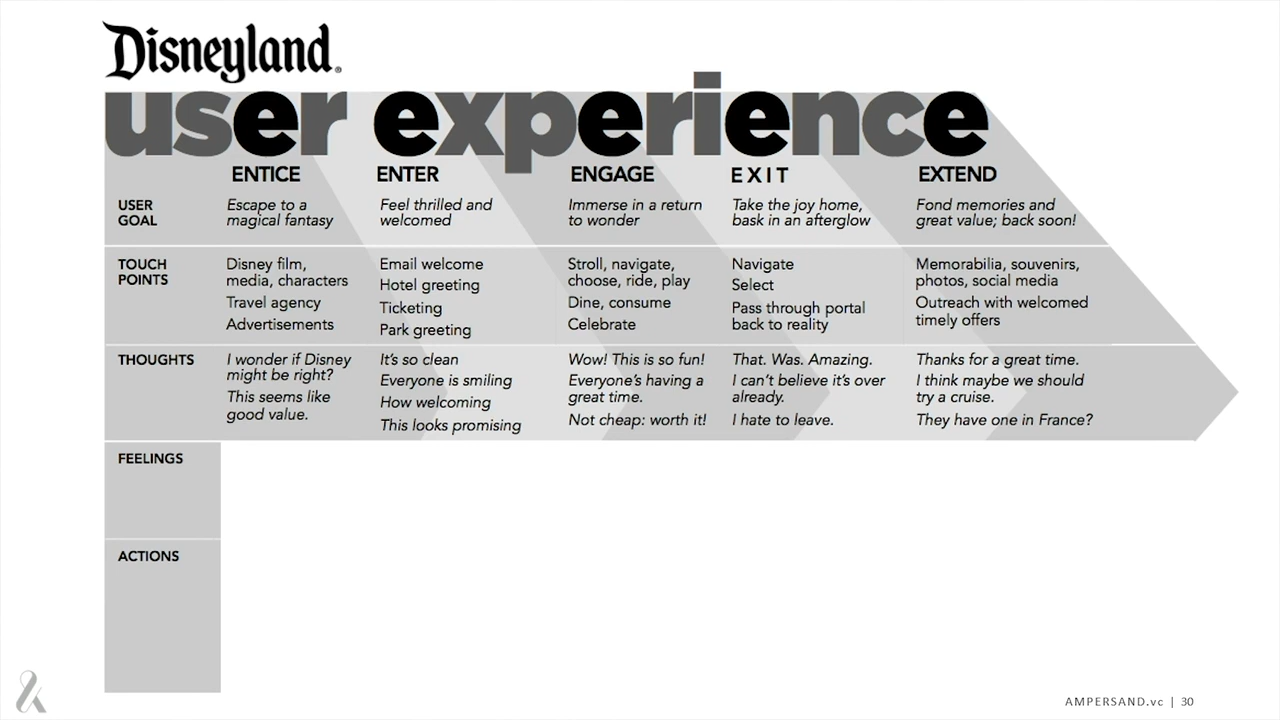 Disneyland®
user experience
ENTICE
ENTER
ENGAGE
EXIT
EXTEND
USER
GOAL
Escape to a
magical fantasy
Feel thrilled and
welcomed
Immerse in a return
to wonder
Take the joy home,
bask in an afterglow
Fond memories and
great value; back soon!
TOUCH
POINTS
Disney film,
media, characters
Travel agency
Advertisements
Email welcome
Hotel greeting
Ticketing
Park greeting
Stroll, navigate,
choose, ride, play
Dine, consume
Celebrate
Navigate
Select
Pass through portal
back to reality
Memorabilia, souvenirs,
photos, social media
Outreach with welcomed
timely offers
THOUGHTS
I wonder if Disney
might be right?
This seems like
good value.
It's so clean
Everyone is smiling
How welcoming
This looks promising
Wow! This is so fun!
Everyone's having a
great time.
Not cheap: worth it!
That. Was. Amazing.
I can't believe it's over
already.
I hate to leave.
Thanks for a great time.
I think maybe we should
try a cruise.
They have one in France?
FEELINGS
ACTIONS
&
AMPERSAND.vc | 30